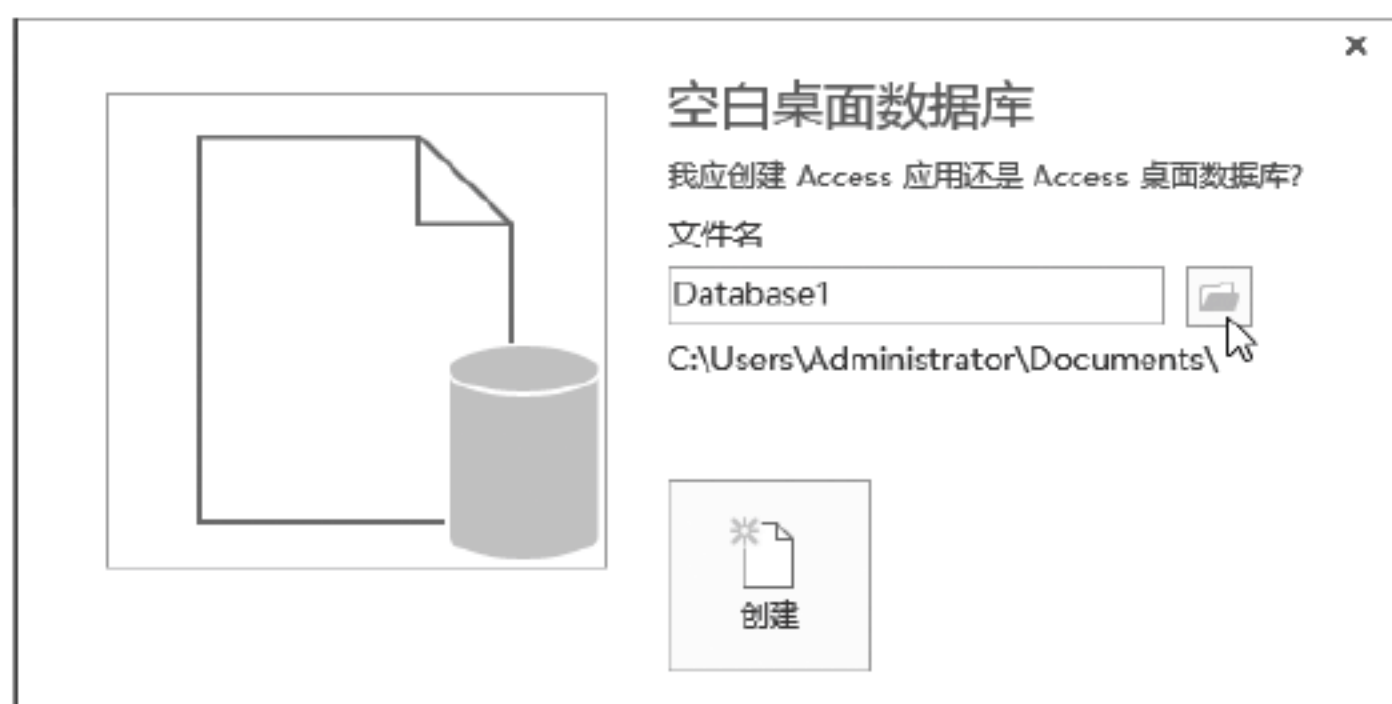 空白桌面数据库
我应创建 Access 应用还是 Access 桌面数据库?
文件名
Database1
C:\Users\Administrator\Documents\
创建